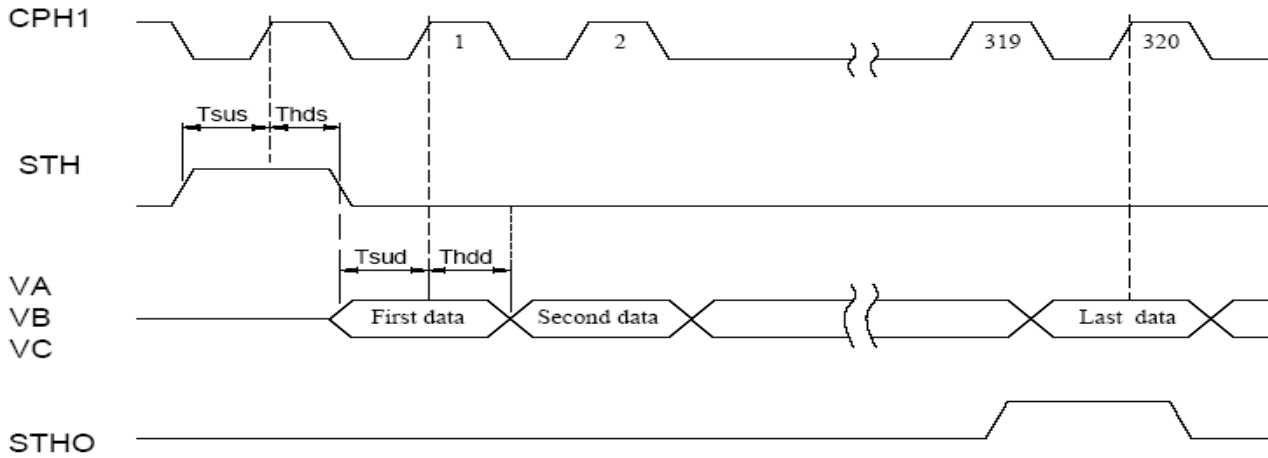 CPH1
1
2
319
320
Tsus
Thds
STH
Tsud
Thdd
VA
VB
VC
First data
Second data
Last data
STHO